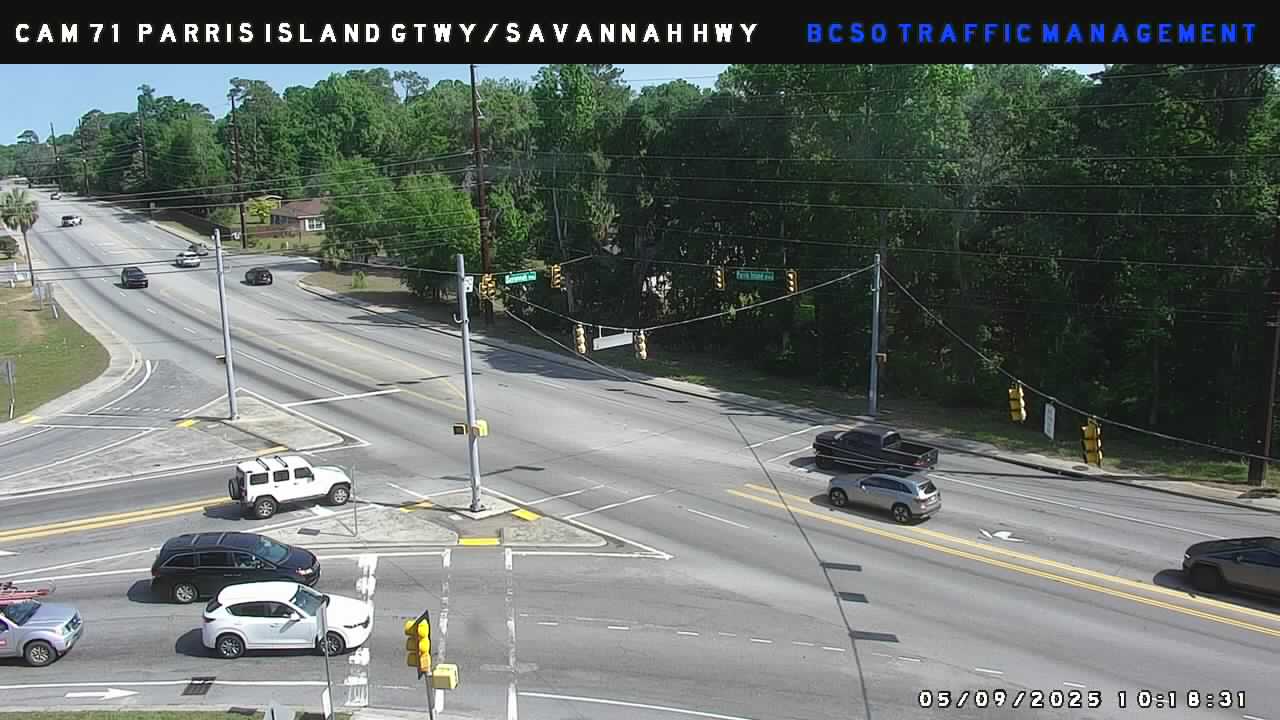 CAM 71 PARRIS ISLAND GTWY/SAVANNAH HWY BCSO TRAFFIC MANAGEMENT
05/09/2025 10:18:31